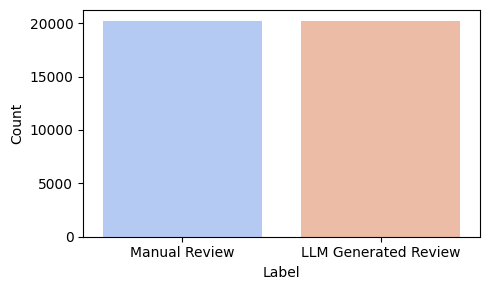 20000
15000
10000
5000
0
Count
Manual Review
LLM Generated Review
Label